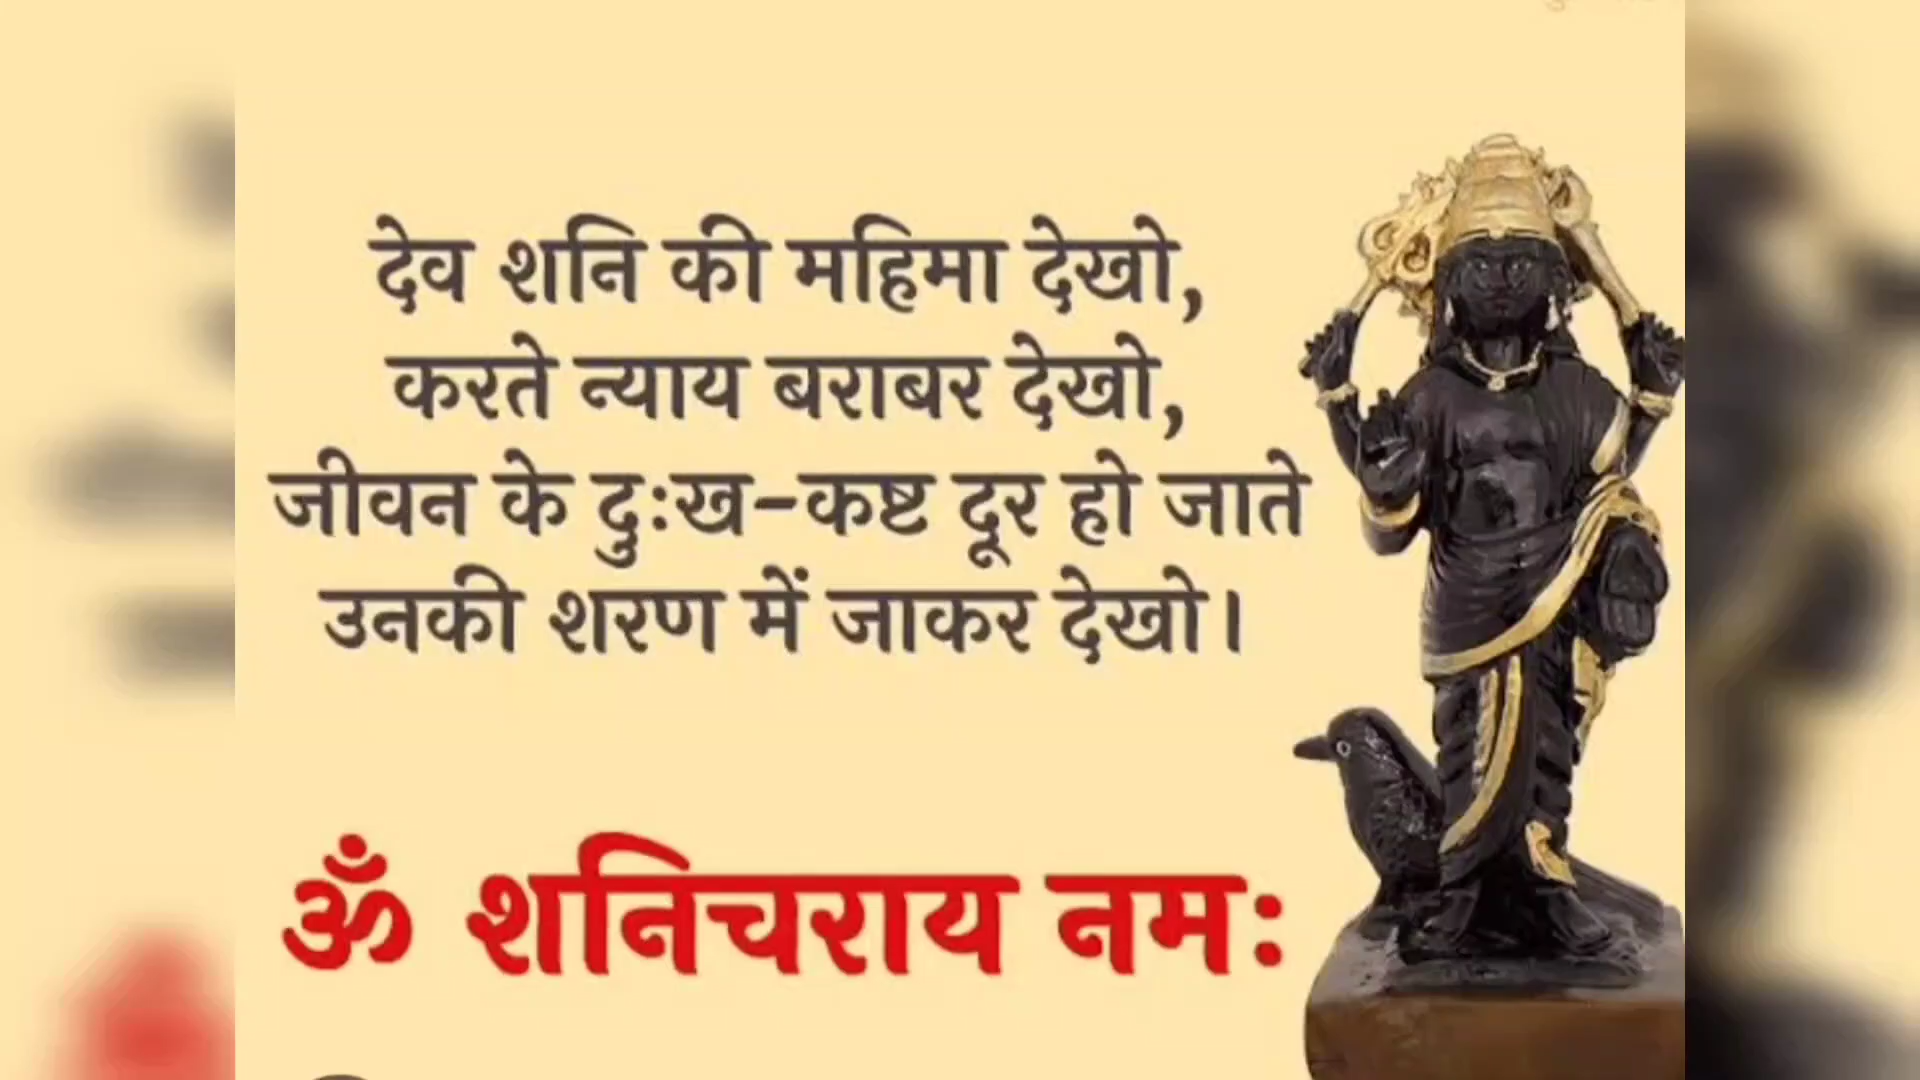 देव शनि की महिमा देखो,
करते न्याय बराबर देखो,
जीवन के दुःख-कष्ट दूर हो जाते
उनकी शरण में जाकर देखो।
ॐ शनिचराय नमः